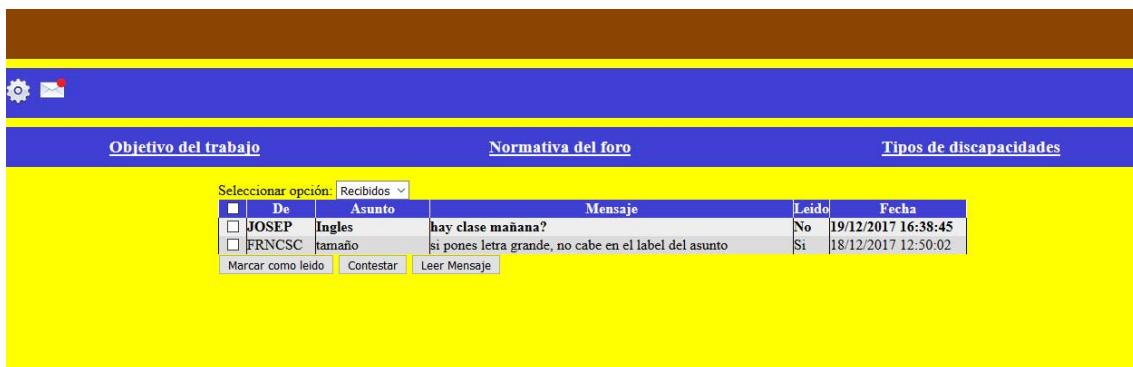 Objetivo del trabajo Normativa del foro Tipos de discapacidades
Seleccionar opción: Recibidos
De Asunto Mensaje Leido Fecha
JOSEP Ingles hay clase mañana? No 19/12/2017 16:38:45
FRNCSC tamaño si pones letra grande, no cabe en el label del asunto Si 18/12/2017 12:50:02
Marcar como leido Contestar Leer Mensaje